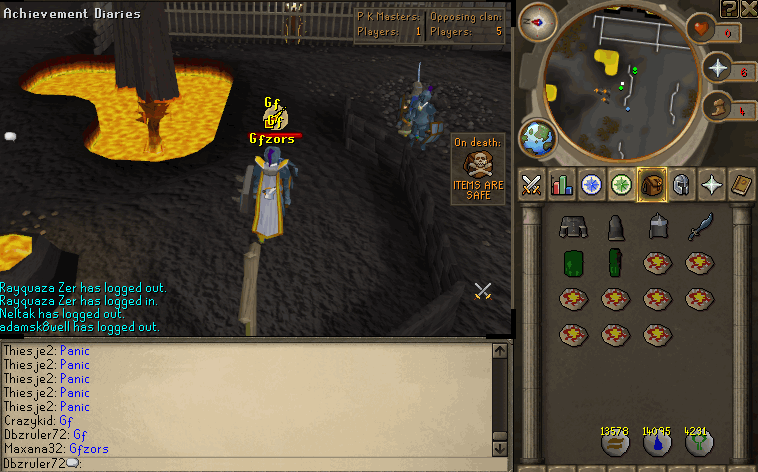 Achievement Diaries
P K Masters: Opposing clan:
Players: 1 Players: 5
Gf
Gf
Gfzors
On death:
ITEMS ARE
SAFE
Rayquaza Zer has logged out.
Rayquaza Zer has logged in.
Neltak has logged out.
adamsk8well has logged out.
Thiesje2: Panic
Thiesje2: Panic
Thiesje2: Panic
Thiesje2: Panic
Thiesje2: Panic
Crazykid: Gf
Dbzruler72: Gf
Maxana32: Gfzors
Dbzruler72:
13578 14095 4231